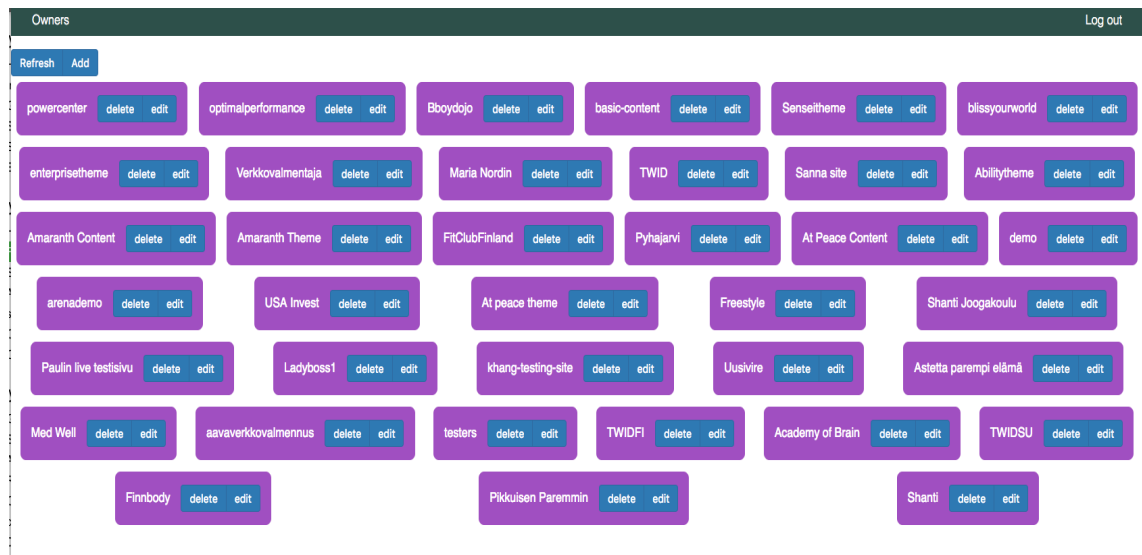 Owners Log out
Refresh Add
powercenter delete edit optimalperformance delete edit Bboydojo delete edit basic-content delete edit Senseitheme delete edit blissyourworld delete edit
enterprisetheme delete edit Verkkovalmentaja delete edit Maria Nordin delete edit TWID delete edit Sanna site delete edit Abilitytheme delete edit
Amaranth Content delete edit Amaranth Theme delete edit FitClubFinland delete edit Pyhajarvi delete edit At Peace Content delete edit demo delete edit
arenademo delete edit USA Invest delete edit At peace theme delete edit Freestyle delete edit Shanti Joogakoulu delete edit
Paulin live testisivu delete edit Ladyboss1 delete edit khang-testing-site delete edit Uusivire delete edit Astetta parempi elämä delete edit
Med Well delete edit aavaverkkovalmennus delete edit testers delete edit TWIDFI delete edit Academy of Brain delete edit TWIDSU delete edit
Finnbody delete edit Pikkuisen Paremmin delete edit Shanti delete edit